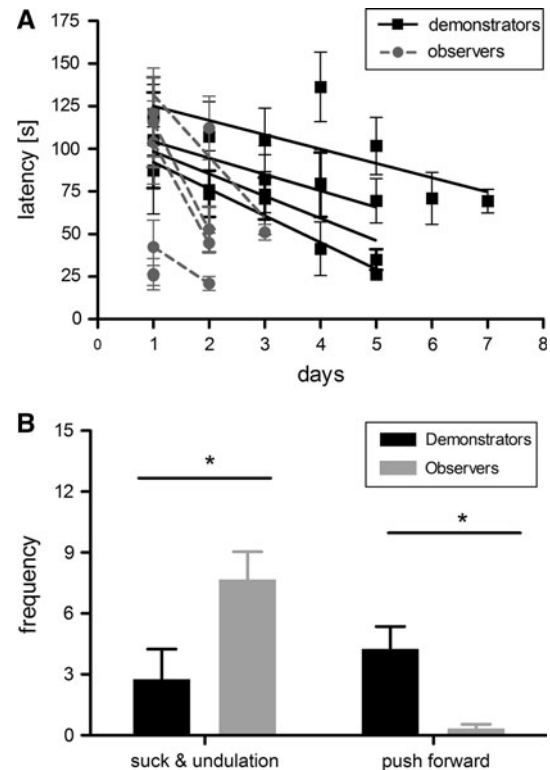 A
demonstrators
observers
latency [s]
175
150
125
100
75
50
25
0
0 1 2 3 4 5 6 7 8
days
B
Demonstrators
Observers
frequency
15
12
9
6
3
0
* *
suck & undulation push forward